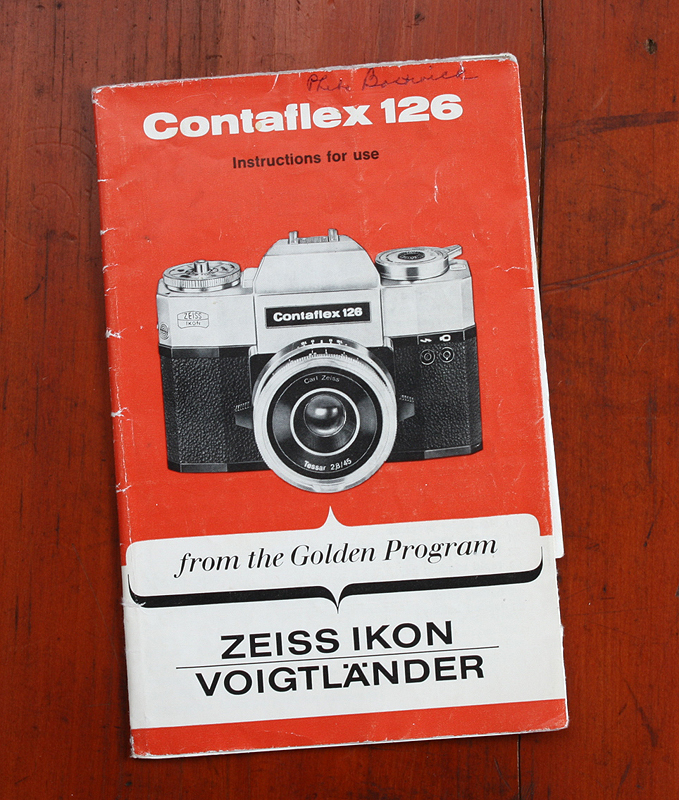 Contaflex 126
Instructions for use
ZEISS
IKON
Contaflex 126
Carl Zeiss
Tessar 2,8/45
from the Golden Program
ZEISS IKON
VOIGTLÄNDER